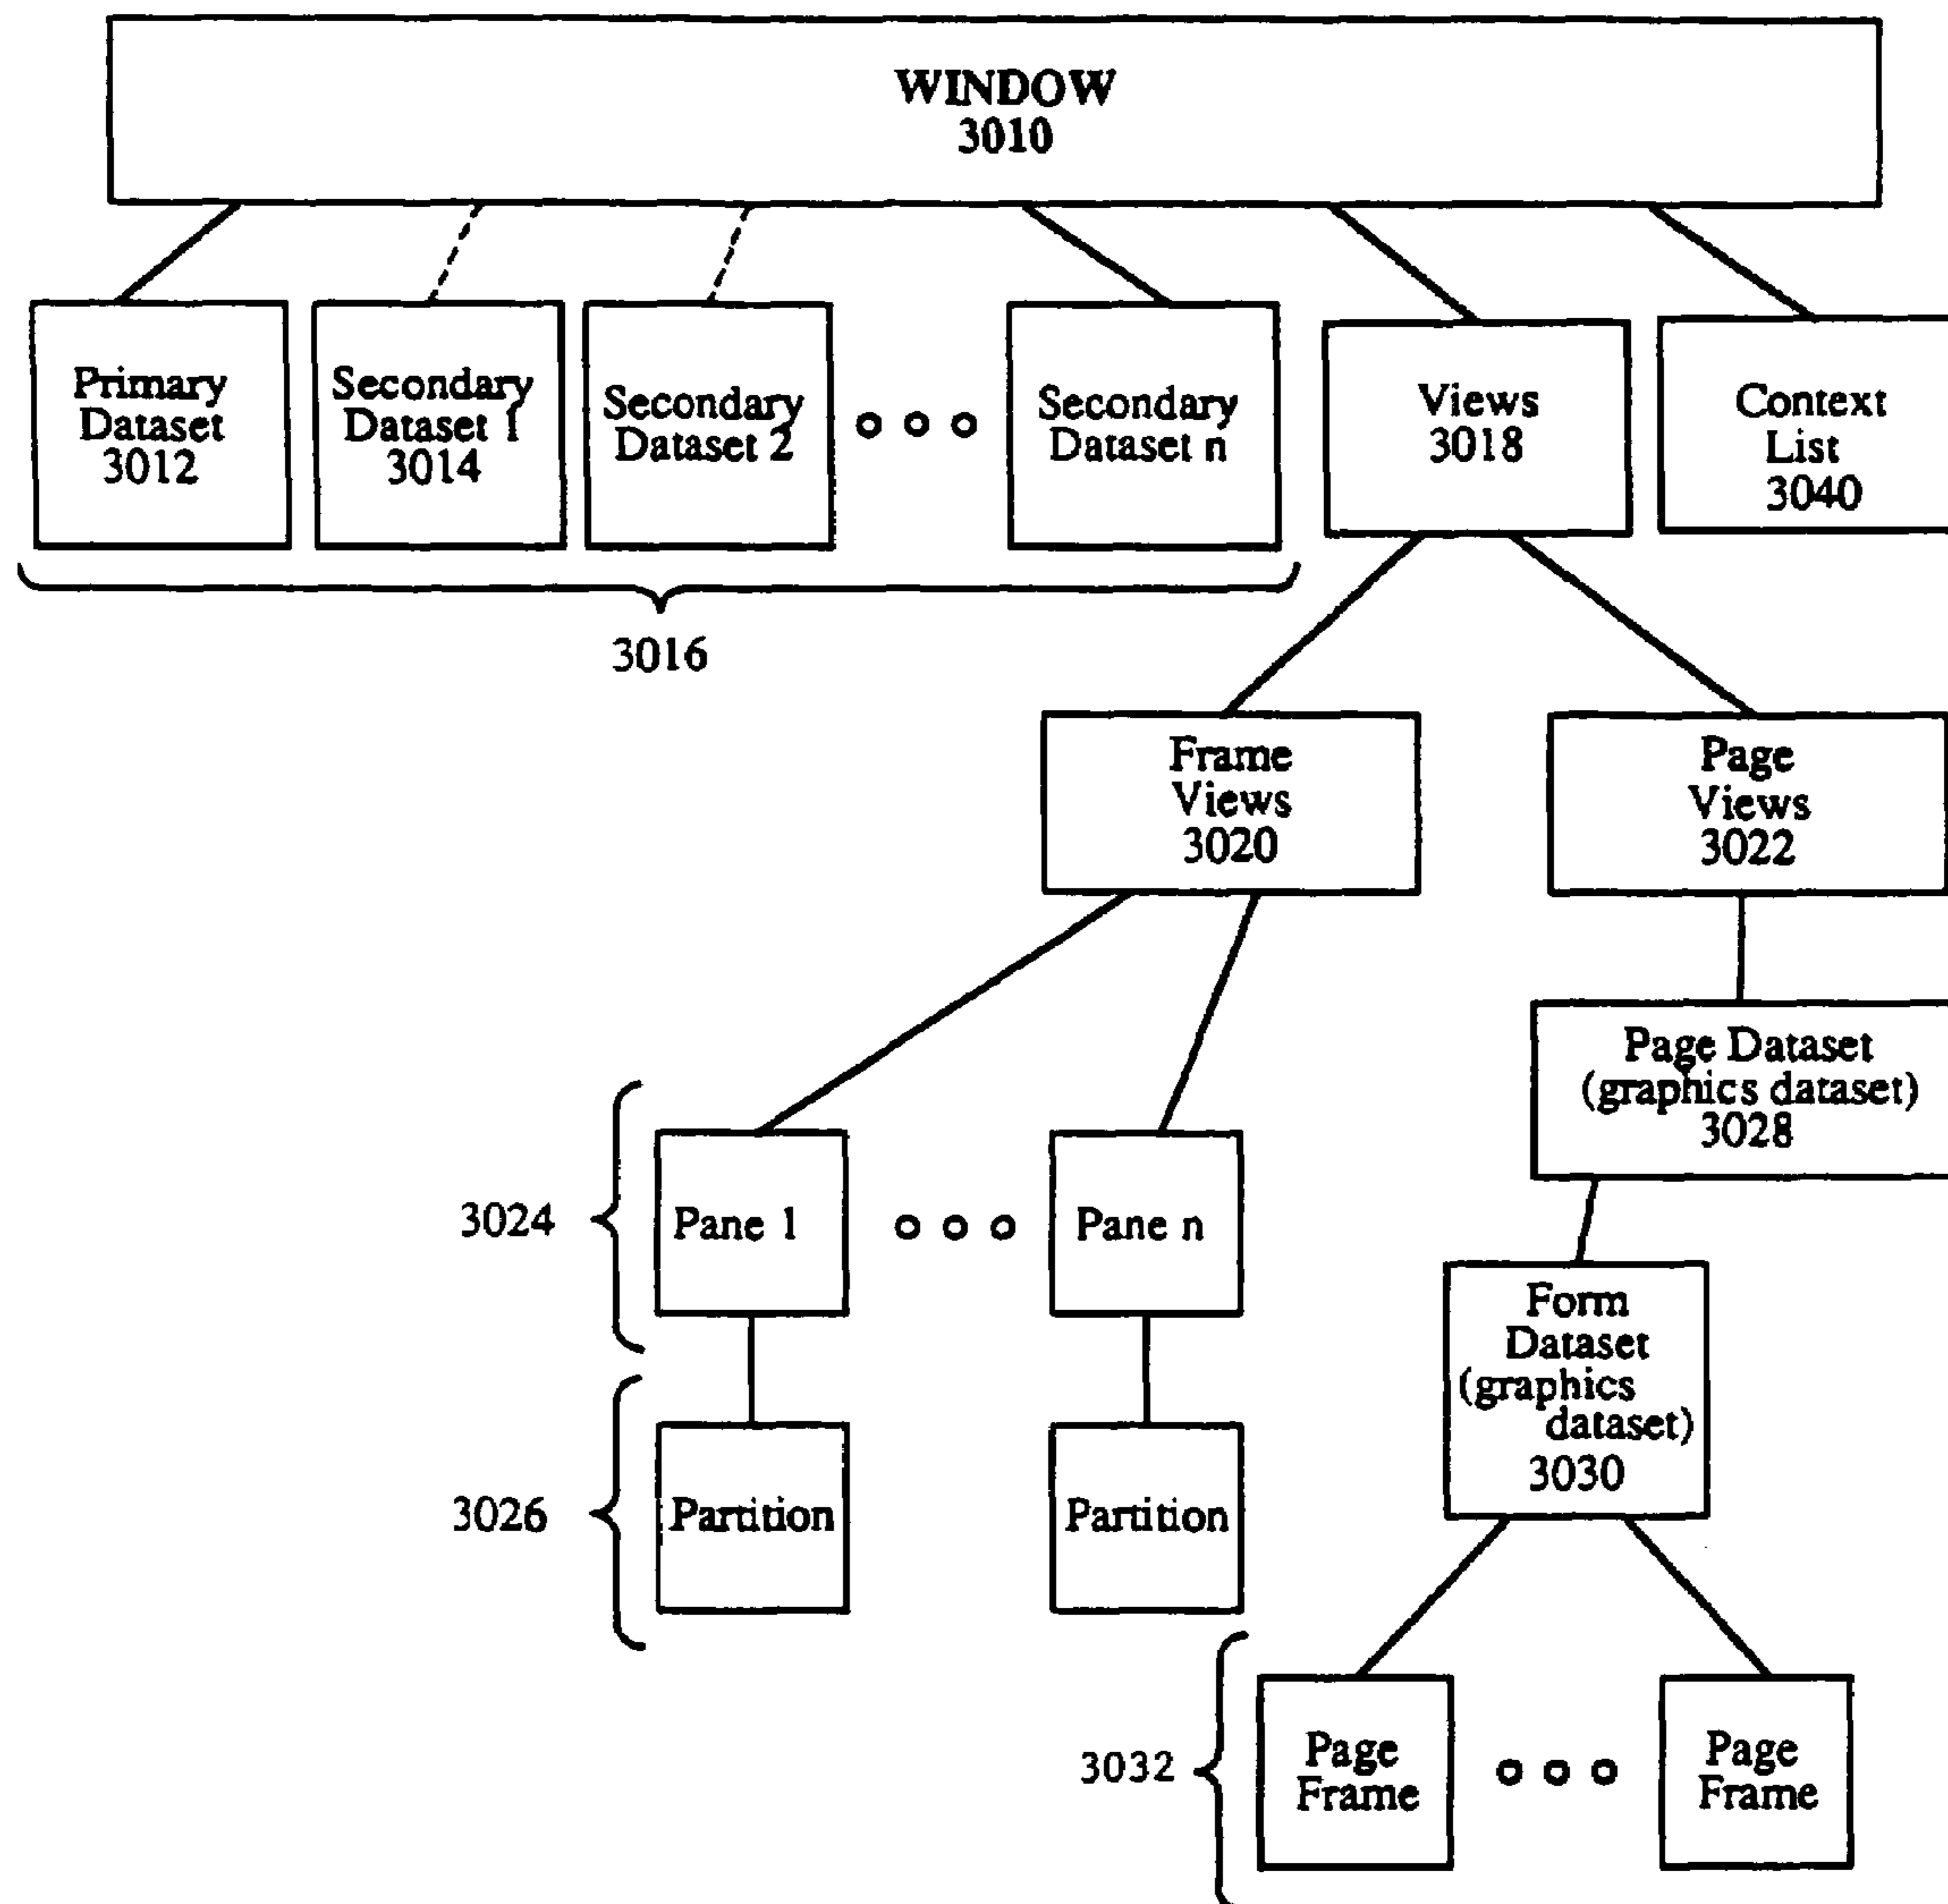 WINDOW
3010
Primary
Dataset
3012
Secondary
Dataset 1
3014
Secondary
Dataset 2
Secondary
Dataset n
Views
3018
Context
List
3040
3016
Frame
Views
3020
Page
Views
3022
Page Dataset
(graphics dataset)
3028
3024
Pane 1
Pane n
Form
Dataset
(graphics
dataset)
3030
3026
Partition
Partition
3032
Page
Frame
Page
Frame